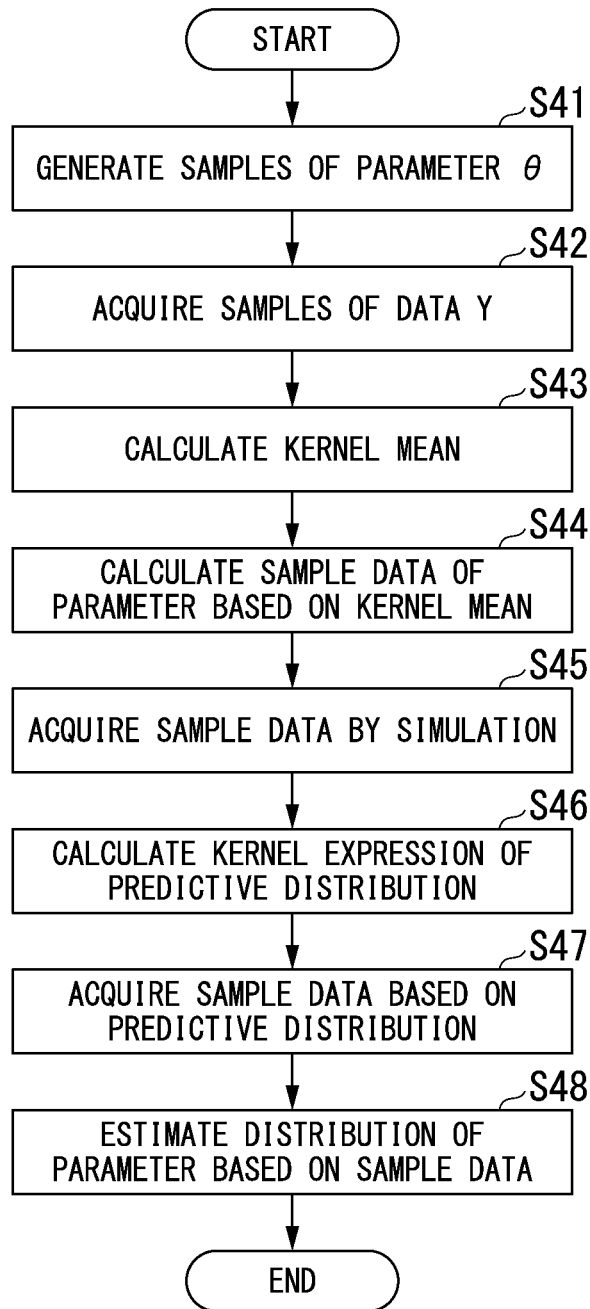 START
S41
GENERATE SAMPLES OF PARAMETER θ
S42
ACQUIRE SAMPLES OF DATA Y
S43
CALCULATE KERNEL MEAN
S44
CALCULATE SAMPLE DATA OF
PARAMETER BASED ON KERNEL MEAN
S45
ACQUIRE SAMPLE DATA BY SIMULATION
S46
CALCULATE KERNEL EXPRESSION OF
PREDICTIVE DISTRIBUTION
S47
ACQUIRE SAMPLE DATA BASED ON
PREDICTIVE DISTRIBUTION
S48
ESTIMATE DISTRIBUTION OF
PARAMETER BASED ON SAMPLE DATA
END